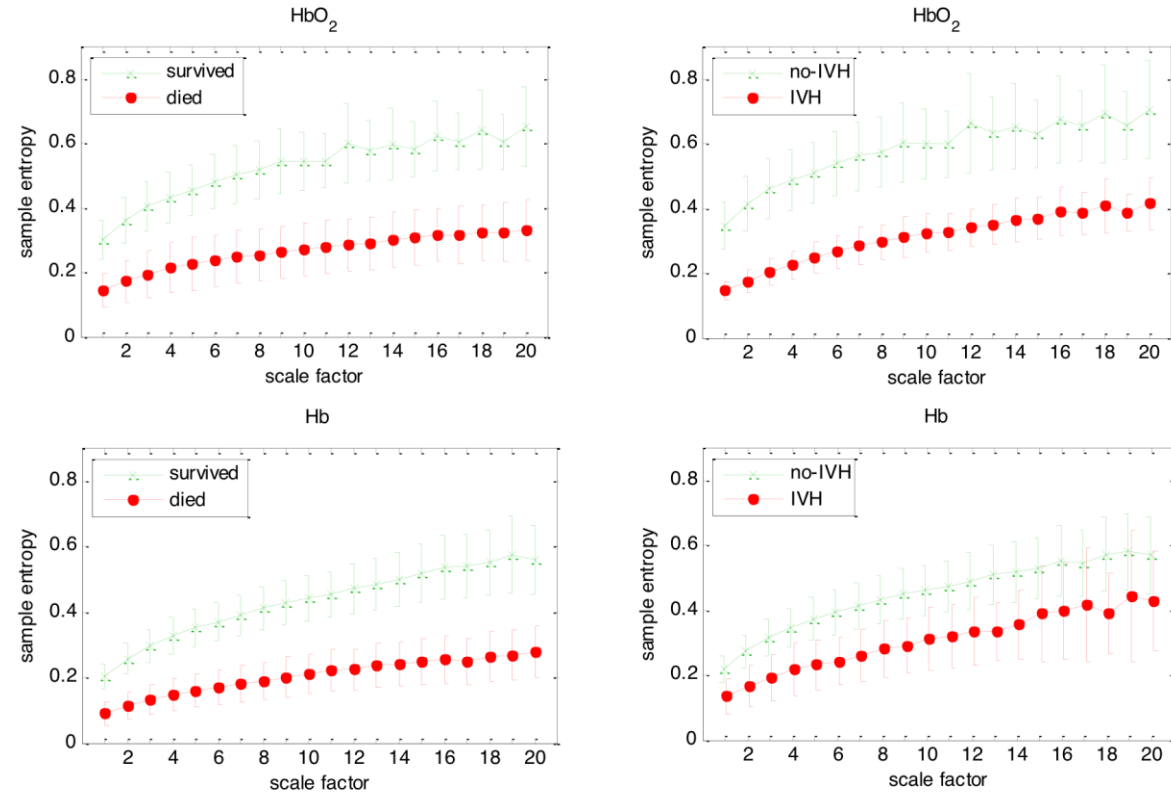 HbO2
survived
died
sample entropy
0.8
0.6
0.4
0.2
0
2 4 6 8 10 12 14 16 18 20
scale factor
HbO2
no-IVH
IVH
sample entropy
0.8
0.6
0.4
0.2
0
2 4 6 8 10 12 14 16 18 20
scale factor
Hb
survived
died
sample entropy
0.8
0.6
0.4
0.2
0
2 4 6 8 10 12 14 16 18 20
scale factor
Hb
no-IVH
IVH
sample entropy
0.8
0.6
0.4
0.2
0
2 4 6 8 10 12 14 16 18 20
scale factor